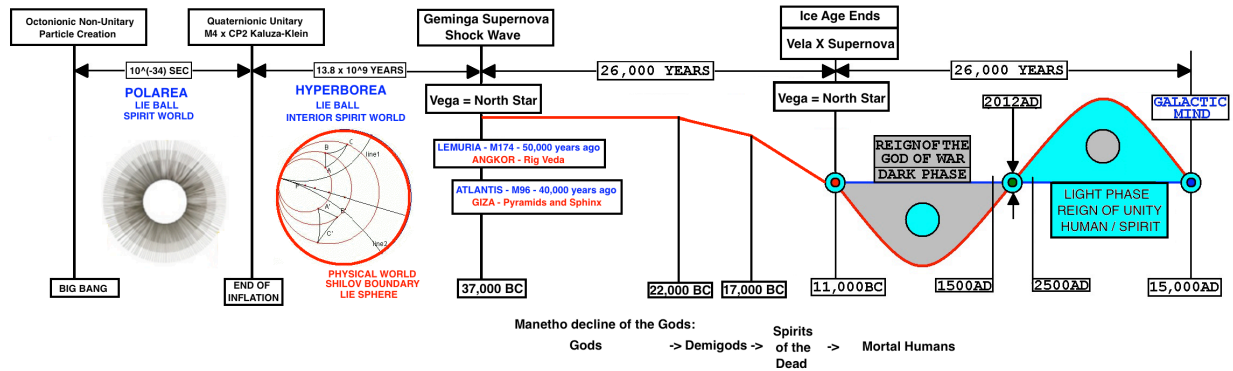 Octonionic Non-Unitary
Particle Creation
Quaternionic Unitary
M4 x CP2 Kaluza-Klein
Geminga Supernova
Shock Wave
Ice Age Ends
Vela X Supernova
10^(-34) SEC
13.8 x 10^9 YEARS
26,000 YEARS
26,000 YEARS
POLAREA
LIE BALL
SPIRIT WORLD
HYPERBOREA
LIE BALL
INTERIOR SPIRIT WORLD
Vega = North Star
Vega = North Star
2012AD
GALACTIC
MIND
B
C
line1
A
P
A'
B'
C'
line2
LEMURIA - M174 - 50,000 years ago
ANGKOR - Rig Veda
ATLANTIS - M96 - 40,000 years ago
GIZA - Pyramids and Sphinx
REIGN OF THE
GOD OF WAR
DARK PHASE
LIGHT PHASE
REIGN OF UNITY
HUMAN / SPIRIT
PHYSICAL WORLD
SHILOV BOUNDARY
LIE SPHERE
BIG BANG
END OF
INFLATION
37,000 BC
22,000 BC
17,000 BC
11,000BC
1500AD
2500AD
15,000AD
Manetho decline of the Gods:
Gods -> Demigods -> Spirits
of the
Dead -> Mortal Humans